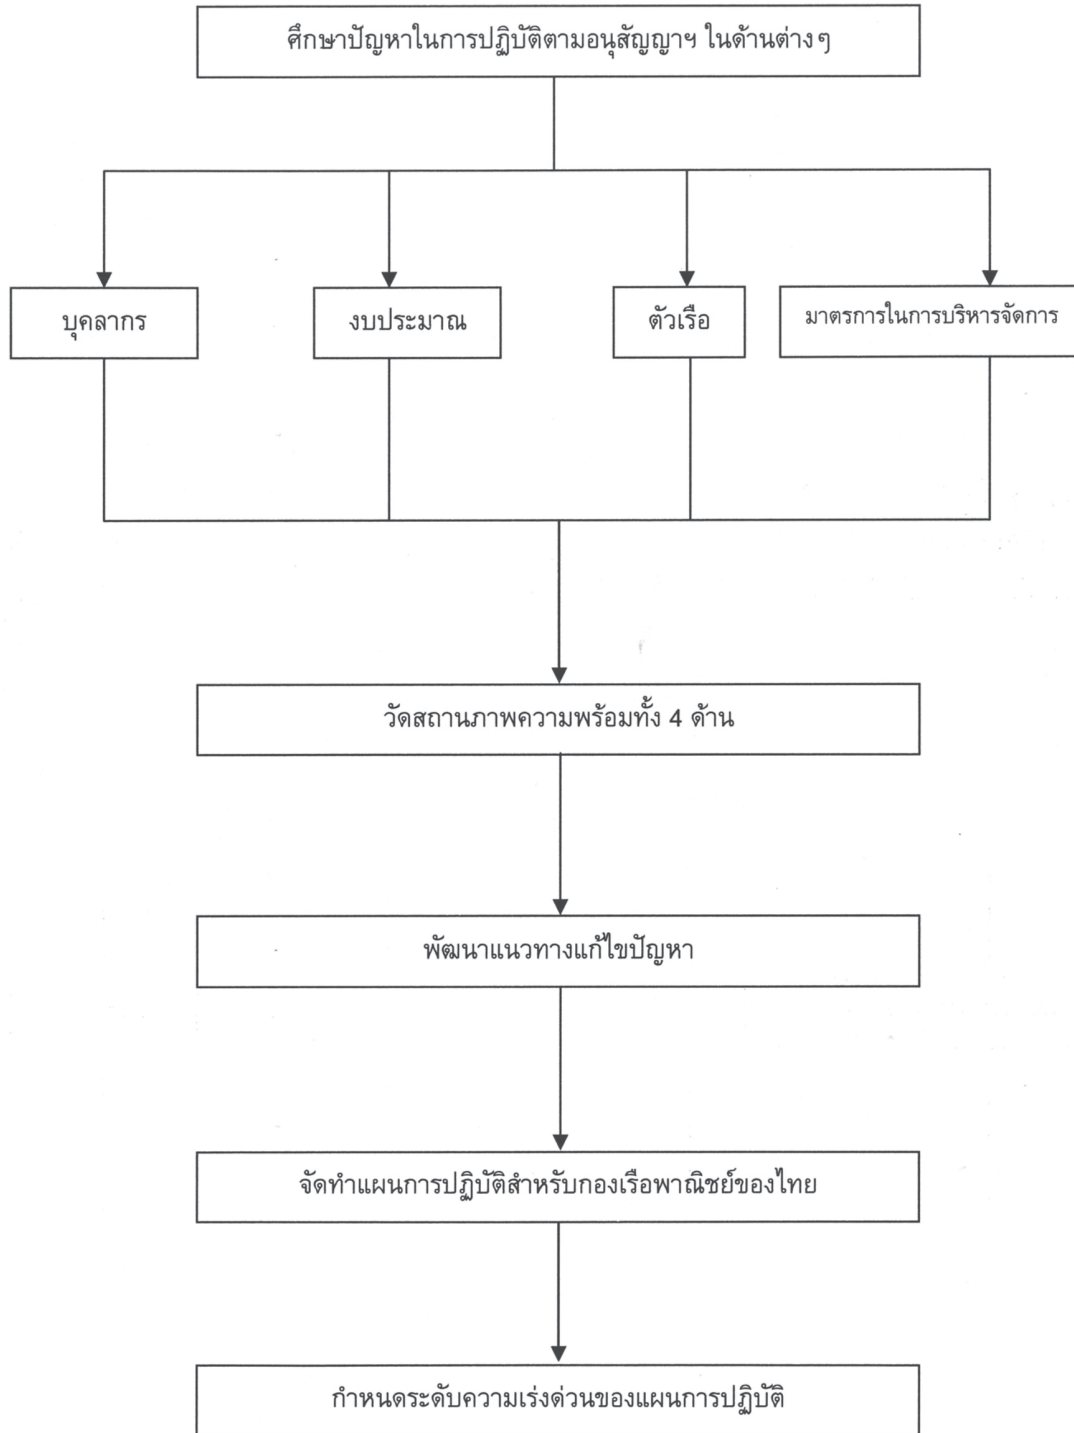 ศึกษาปัญหาในการปฏิบัติตามอนุสัญญาฯ ในด้านต่างๆ
บุคลากร
งบประมาณ
ตัวเรือ
มาตรการในการบริหารจัดการ
วัดสถานภาพความพร้อมทั้ง 4 ด้าน
พัฒนาแนวทางแก้ไขปัญหา
จัดทำแผนการปฏิบัติสำหรับกองเรือพาณิชย์ของไทย
กำหนดระดับความเร่งด่วนของแผนการปฏิบัติ